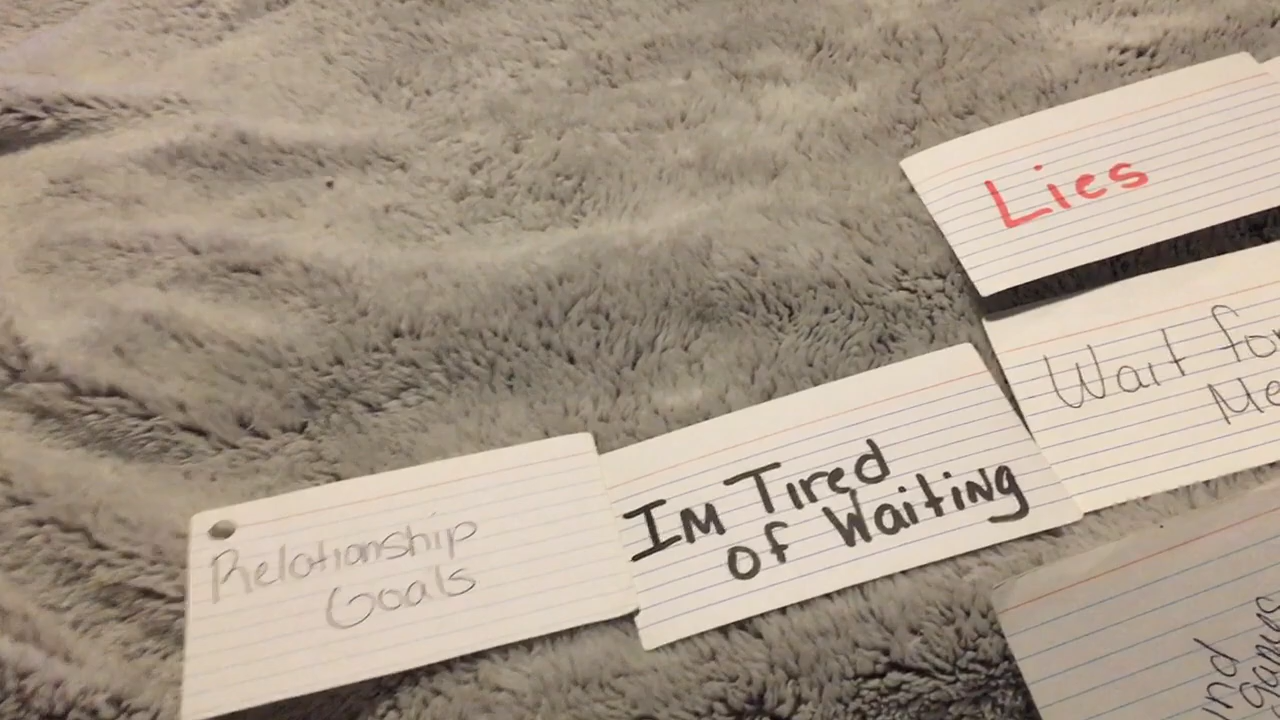 Lies
Wait for
Me
IM Tired
of Waiting
Relationship
Goals